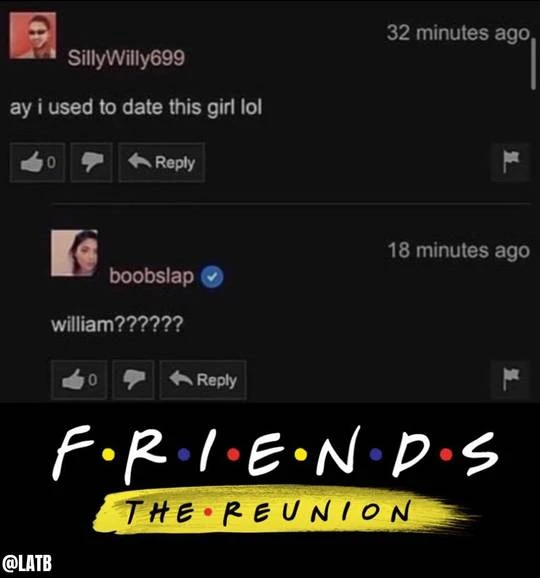 32 minutes ago
SillyWilly699
ay i used to date this girl lol
0
Reply
18 minutes ago
boobslap
william??????
0
Reply
F•R•I•E•N•D•S
THE•REUNION
@LATB